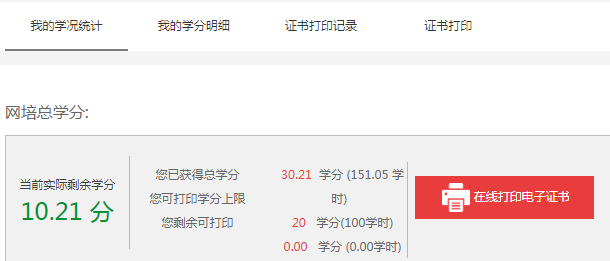 我的学况统计 我的学分明细 证书打印记录 证书打印
网培总学分:
当前实际剩余学分
10.21 分
您已获得总学分 30.21 学分 (151.05 学
时)
您可打印学分上限 20 学分(100学时)
您剩余可打印 0.00 学分 (0.00学时)
在线打印电子证书